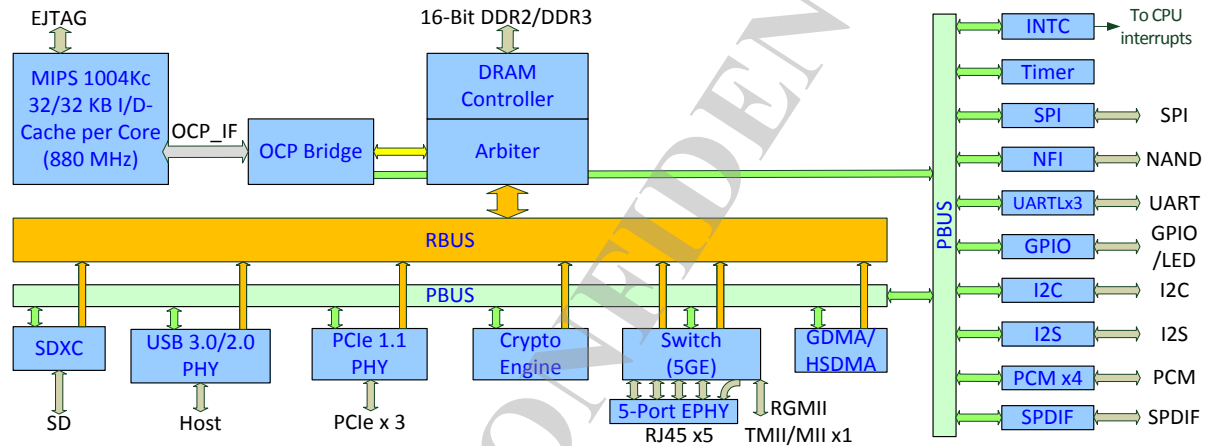 EJTAG
16-Bit DDR2/DDR3
MIPS 1004Kc
32/32 KB I/D-
Cache per Core
(880 MHz)
OCP_IF
OCP Bridge
DRAM
Controller
Arbiter
RBUS
PBUS
SDXC
USB 3.0/2.0
PHY
PCIe 1.1
PHY
Crypto
Engine
Switch
(5GE)
GDMA/
HSDMA
5-Port EPHY
SD
Host
PCIe x 3
RJ45 x5
RGMII
TMII/MII x1
PBUS
INTC
To CPU
interrupts
Timer
SPI
SPI
NFI
NAND
UARTLx3
UART
GPIO
GPIO
/LED
I2C
I2C
I2S
I2S
PCM x4
PCM
SPDIF
SPDIF
ONFIDEN